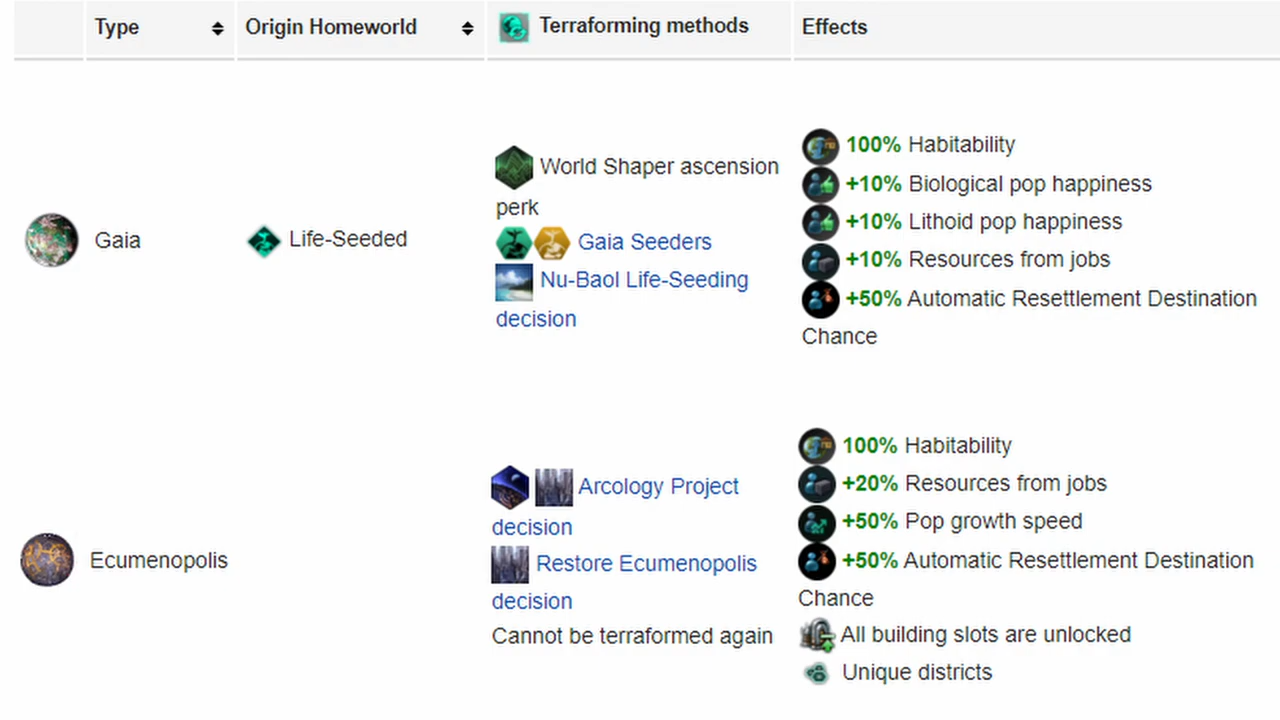 Type Origin Homeworld Terraforming methods Effects
Gaia
Life-Seeded
World Shaper ascension
perk
Gaia Seeders
Nu-Baol Life-Seeding
decision
100% Habitability
+10% Biological pop happiness
+10% Lithoid pop happiness
+10% Resources from jobs
+50% Automatic Resettlement Destination
Chance
Ecumenopolis
Arcology Project
decision
Restore Ecumenopolis
decision
Cannot be terraformed again
100% Habitability
+20% Resources from jobs
+50% Pop growth speed
+50% Automatic Resettlement Destination
Chance
All building slots are unlocked
Unique districts